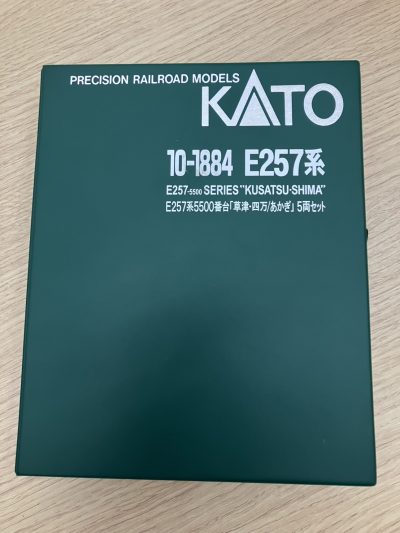 PRECISION RAILROAD MODELS
KATO
10-1884 E257系
E257-5500 SERIES "KUSATSU·SHIMA"
E257系5500番台「草津・四万/あかぎ」5両セット